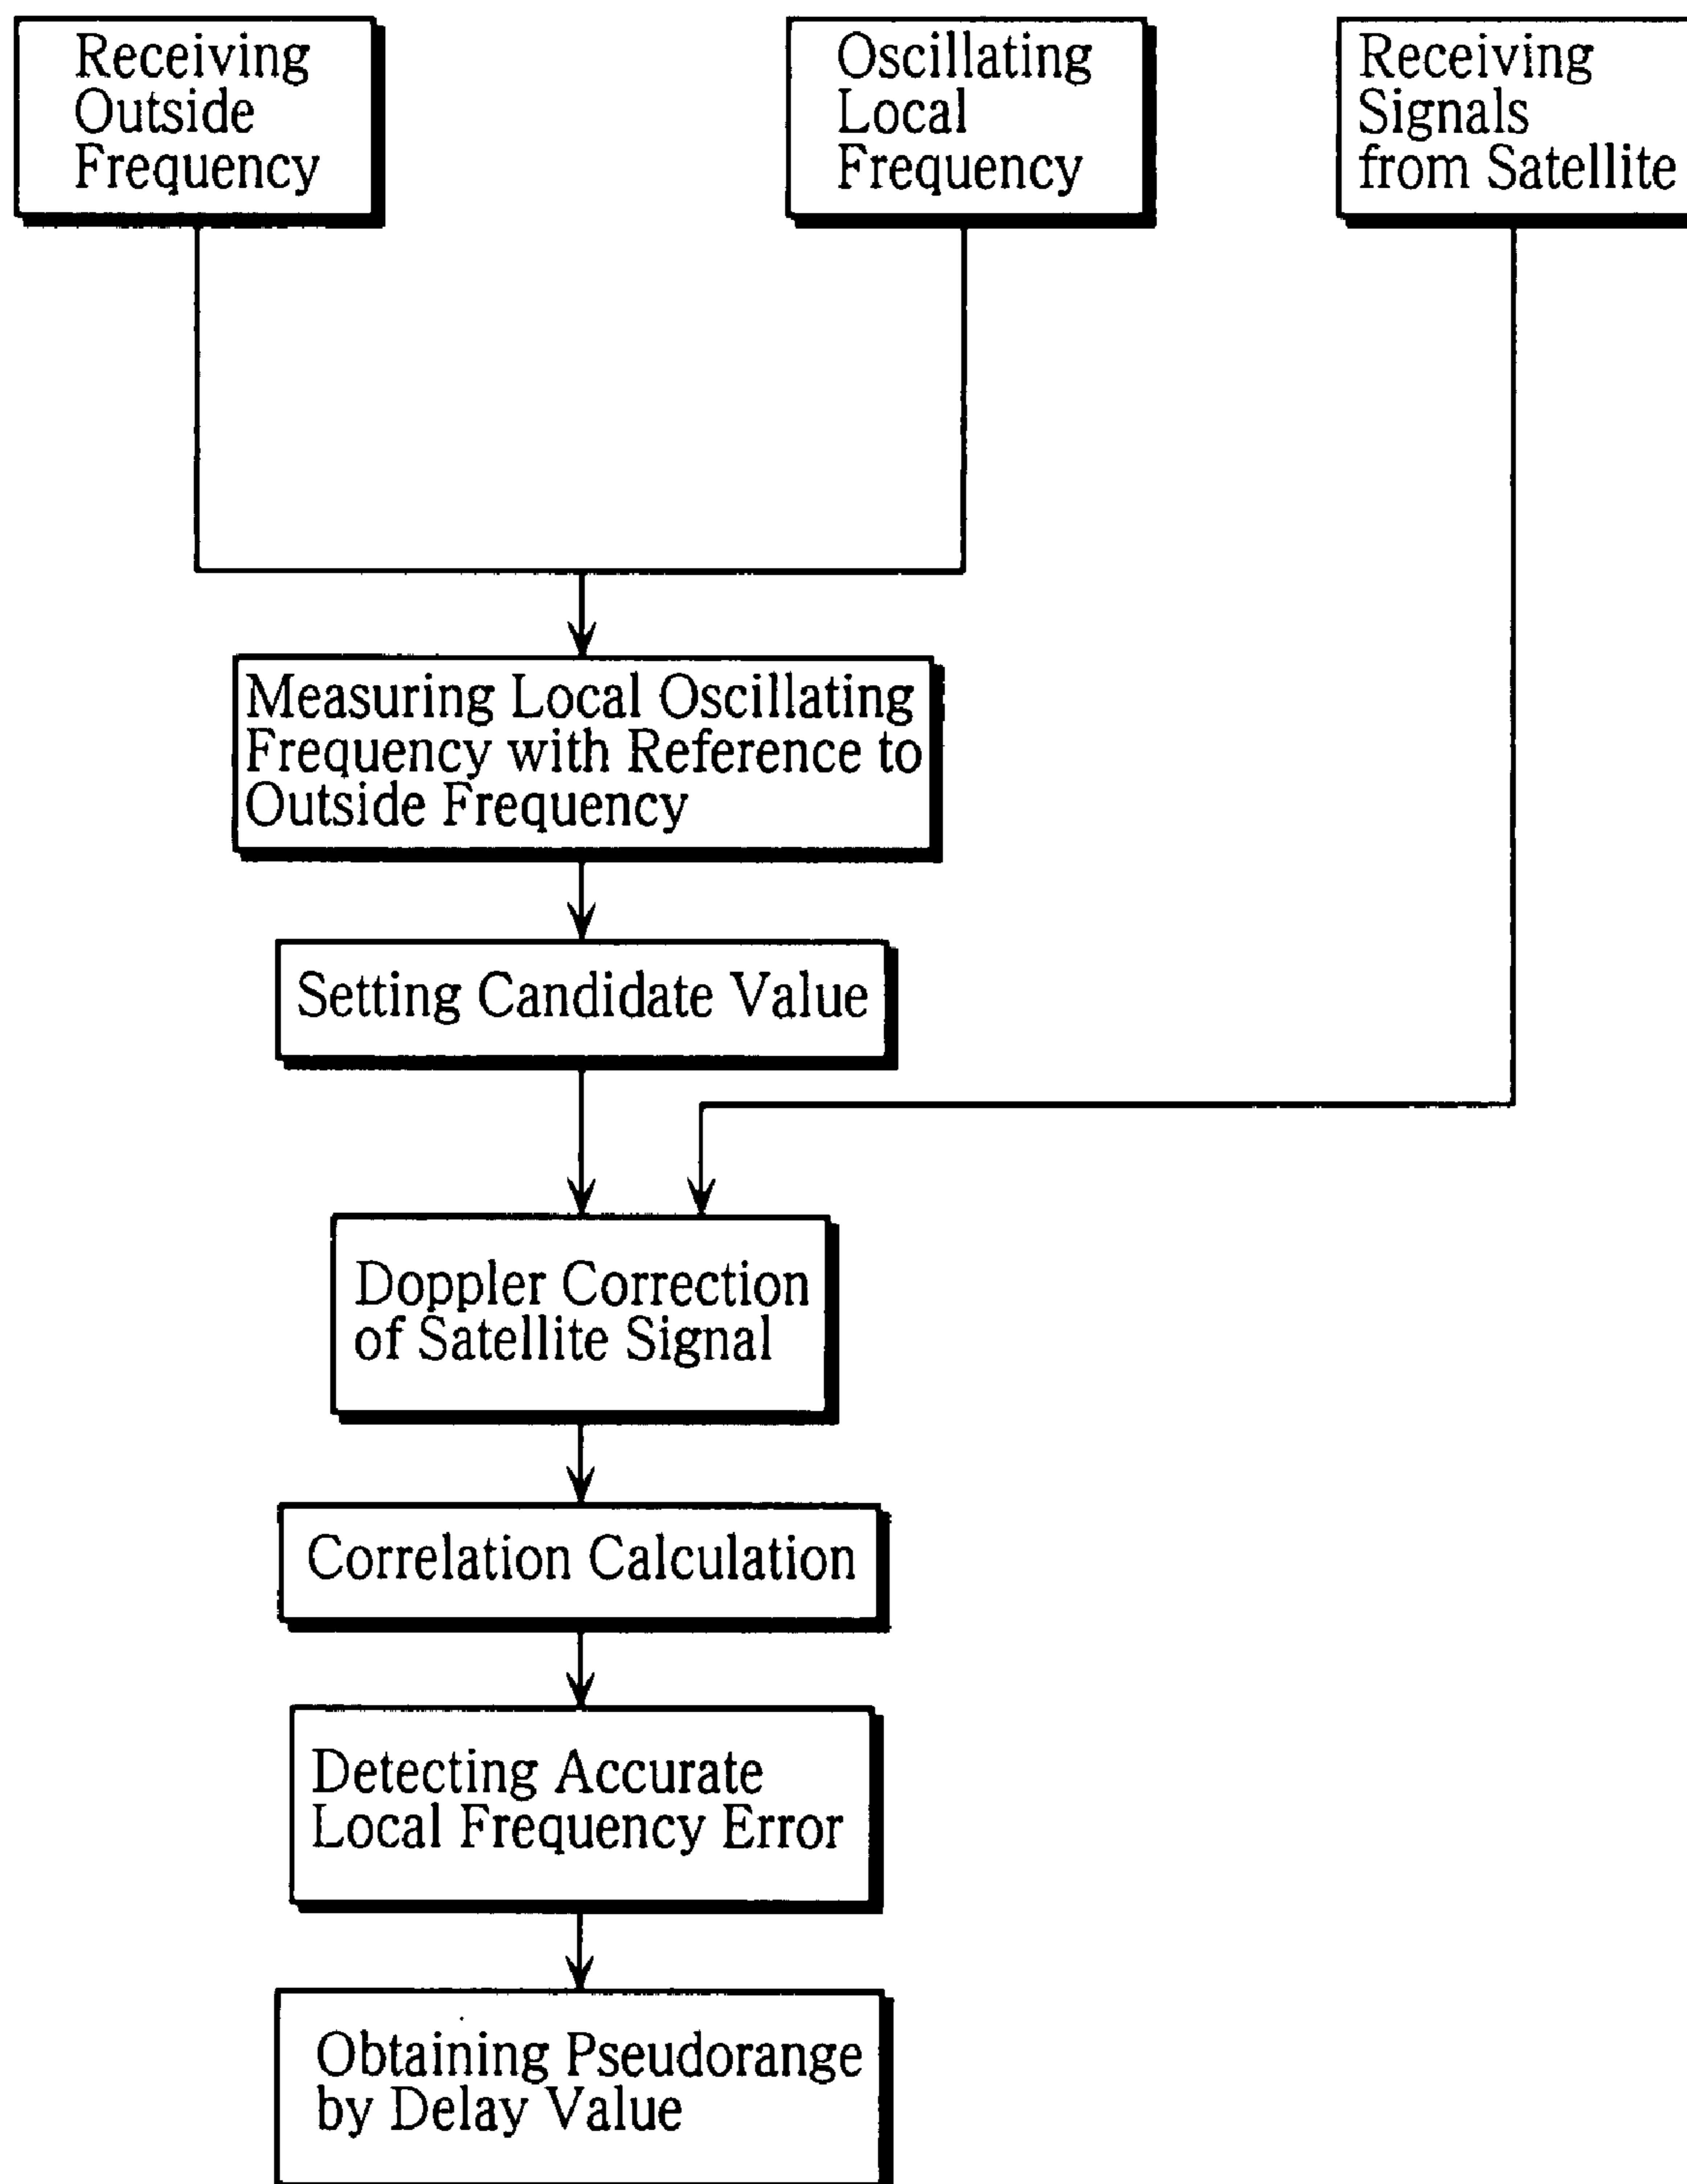 Receiving
Outside
Frequency
Oscillating
Local
Frequency
Receiving
Signals
from Satellite
Measuring Local Oscillating
Frequency with Reference to
Outside Frequency
Setting Candidate Value
Doppler Correction
of Satellite Signal
Correlation Calculation
Detecting Accurate
Local Frequency Error
Obtaining Pseudorange
by Delay Value